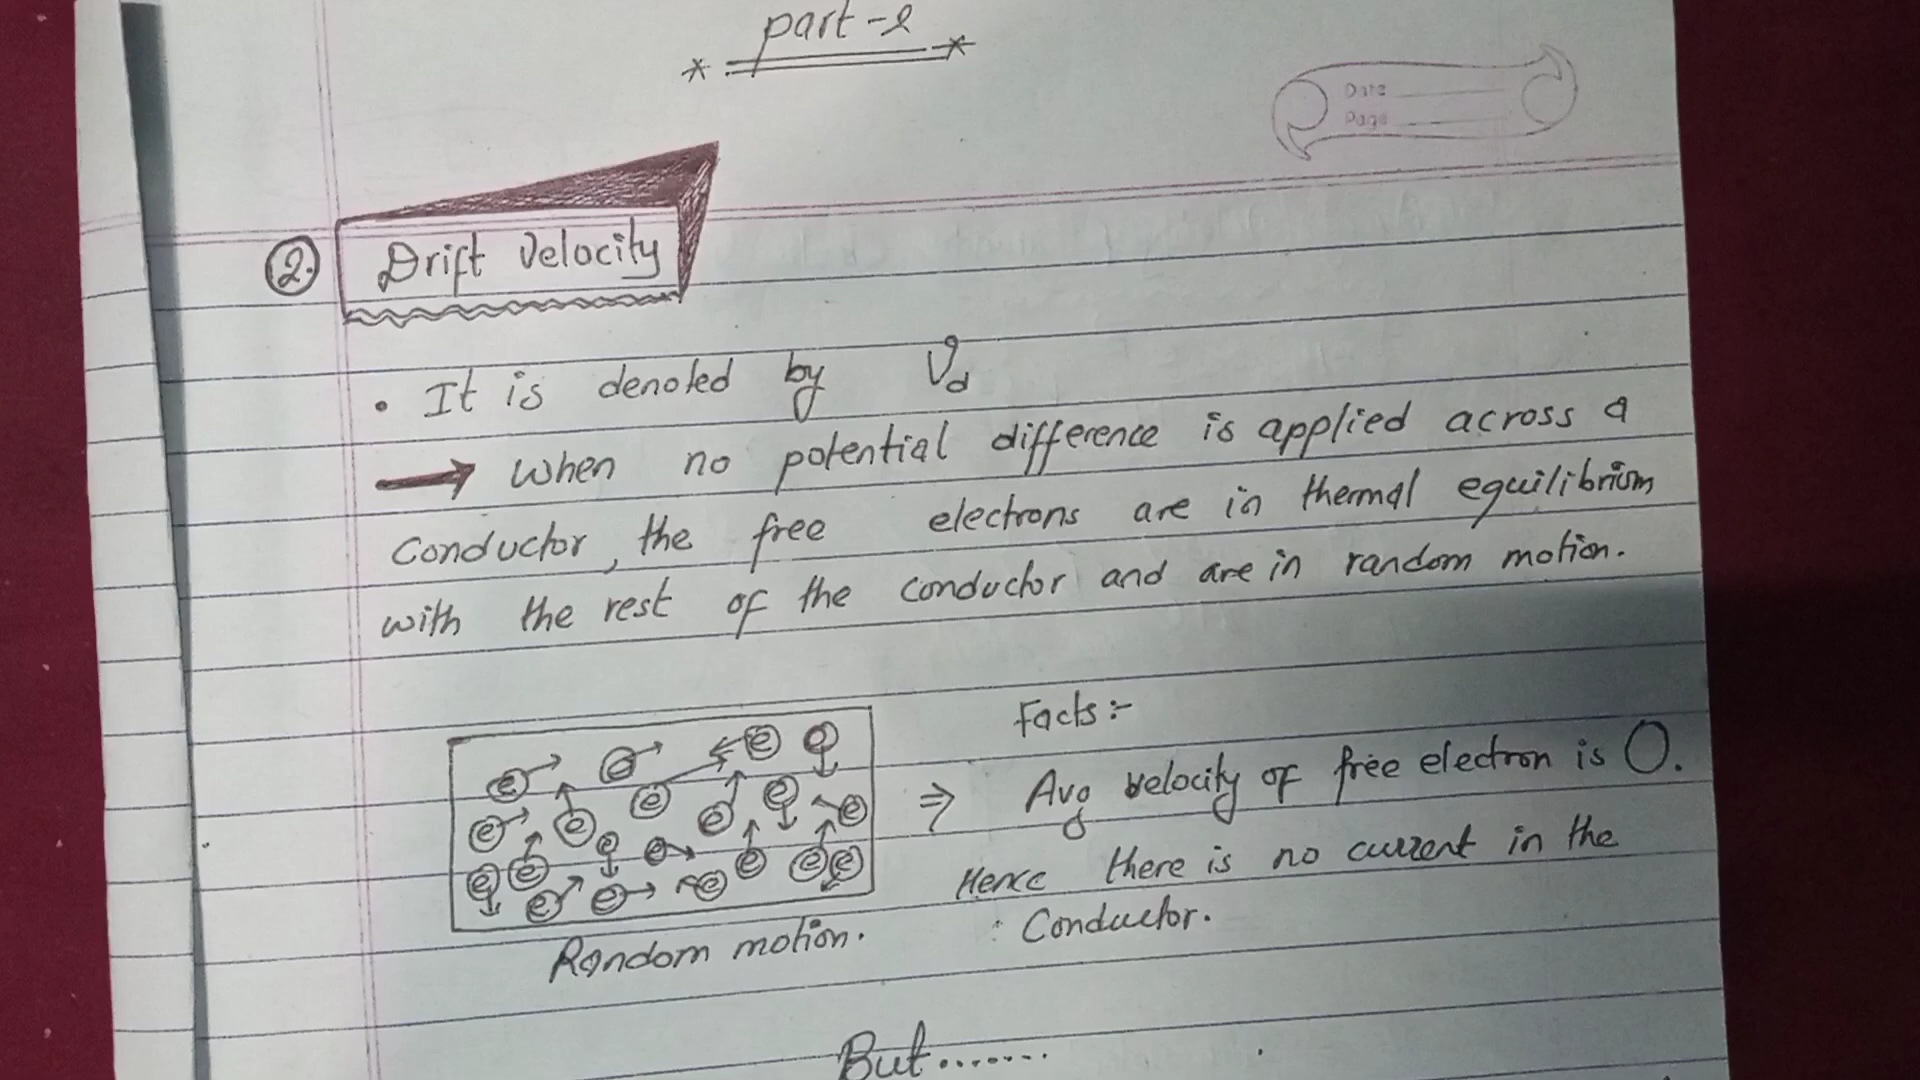 * part-2 *
Date
Page
2. Drift Velocity
• It is denoted by Vd
→ When no potential difference is applied across a
Conductor, the free electrons are in thermal equilibrium
with the rest of the conductor and are in random motion.
Facts :-
e e e e
e e e e e
e e e e e e
e e e e e e
⇒ Avg velocity of free electron is 0.
Hence there is no current in the
Conductor.
Random motion.
But.......